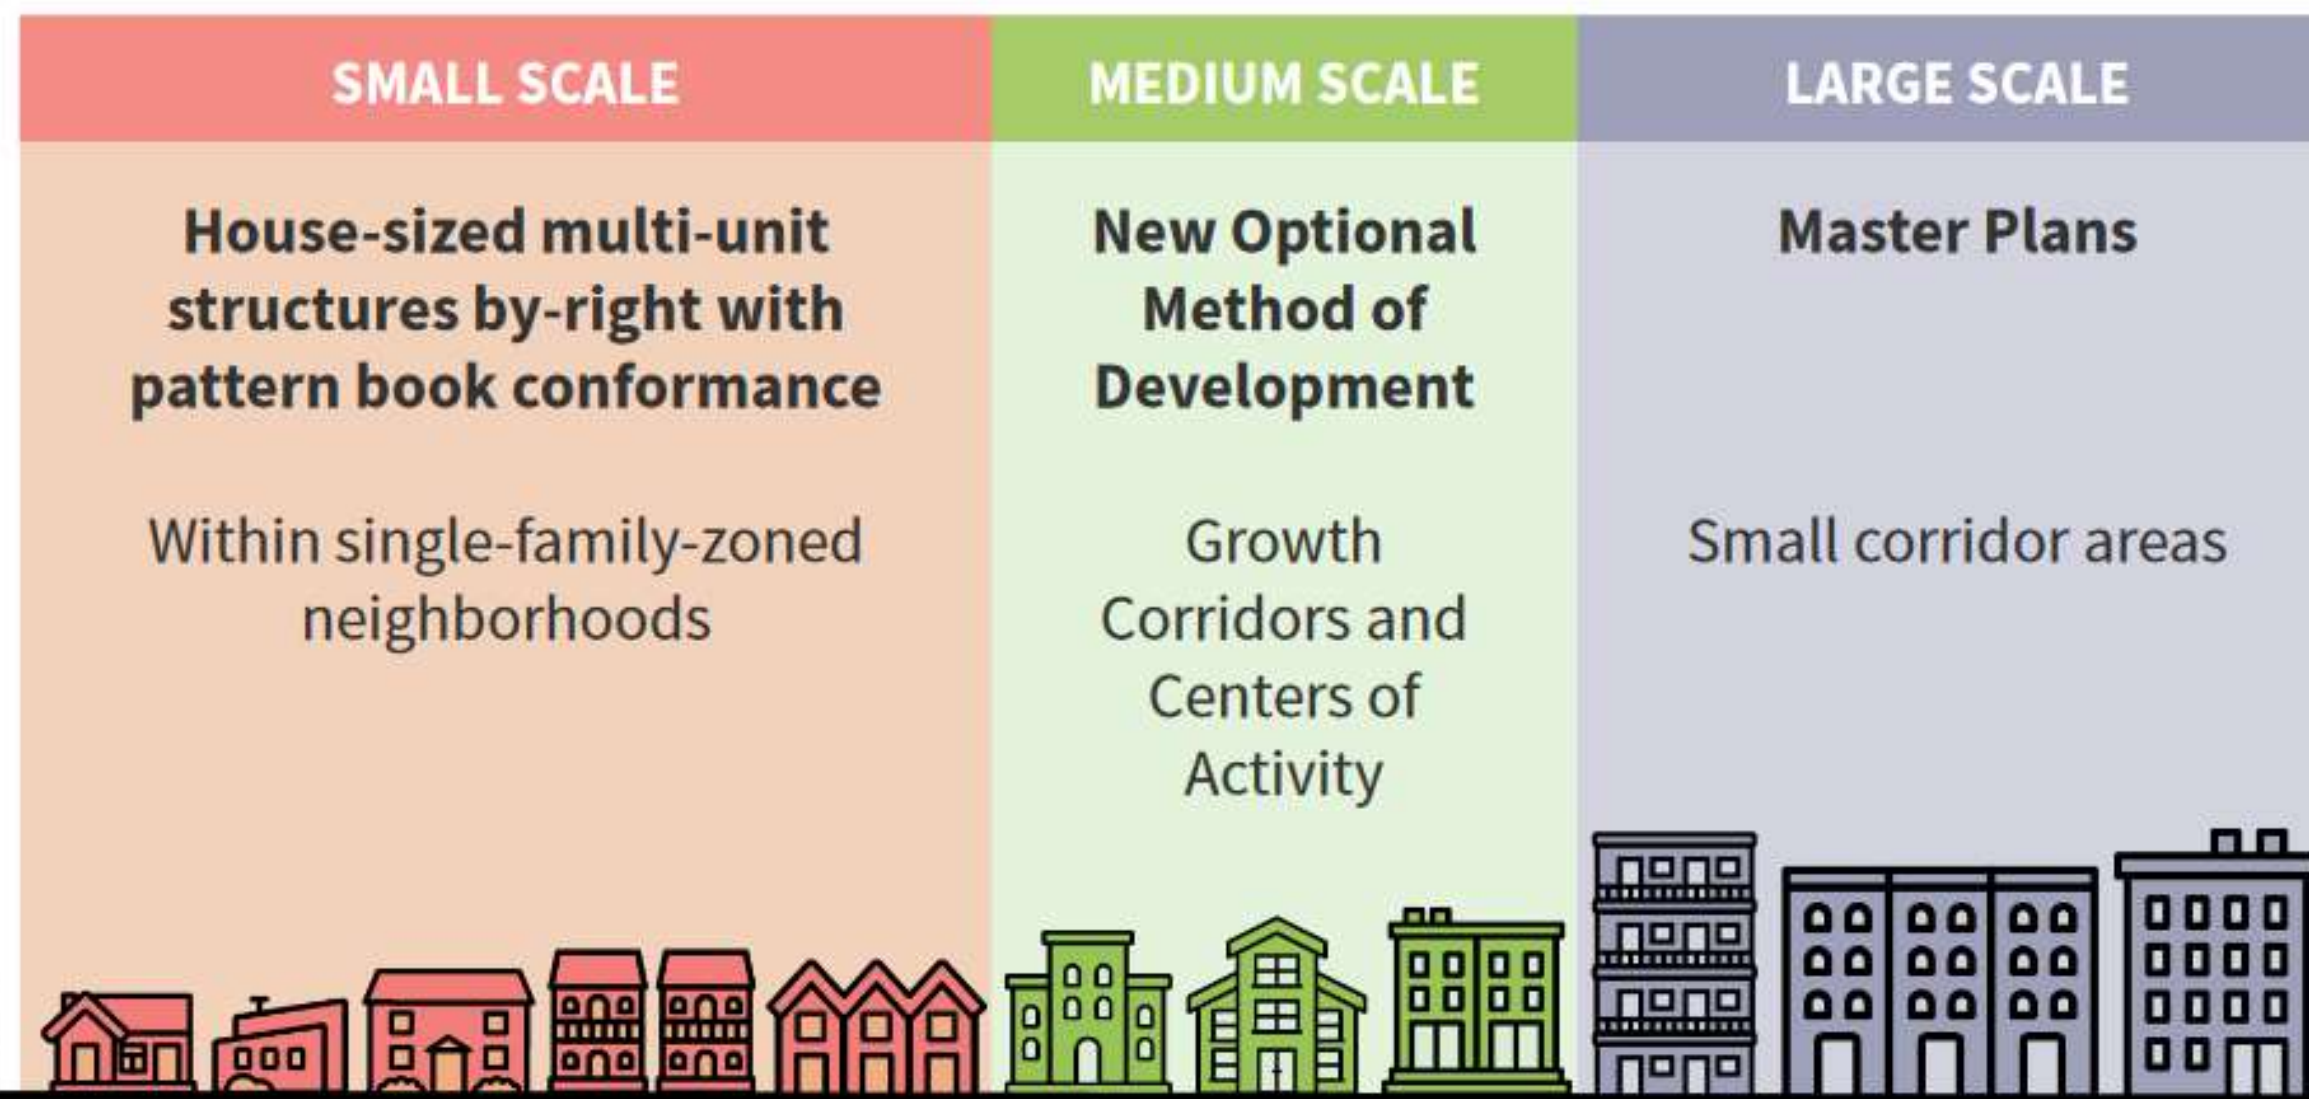 SMALL SCALE
House-sized multi-unit
structures by-right with
pattern book conformance
Within single-family-zoned
neighborhoods
MEDIUM SCALE
New Optional
Method of
Development
Growth
Corridors and
Centers of
Activity
LARGE SCALE
Master Plans
Small corridor areas